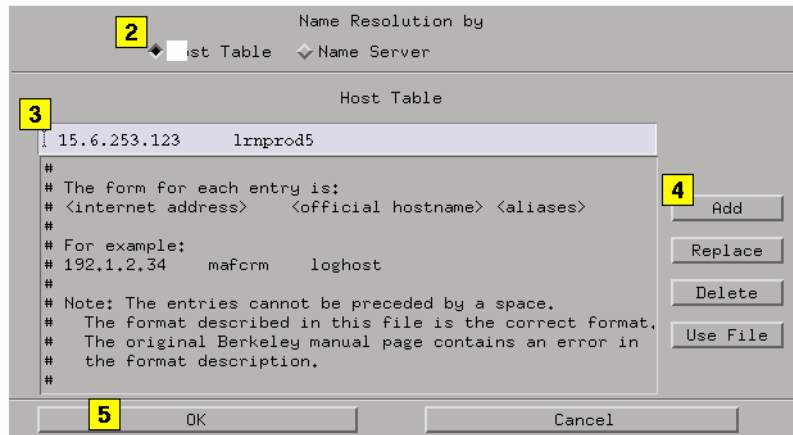 Name Resolution by
2
st Table Name Server
Host Table
3
15.6.253.123 lrnprod5
#
# The form for each entry is:
# <internet address> <official hostname> <aliases>
#
# For example:
# 192.1.2.34 mafcrm loghost
#
# Note: The entries cannot be preceded by a space.
# The format described in this file is the correct format.
# The original Berkeley manual page contains an error in
# the format description.
#
4
Add
Replace
Delete
Use File
5
OK Cancel